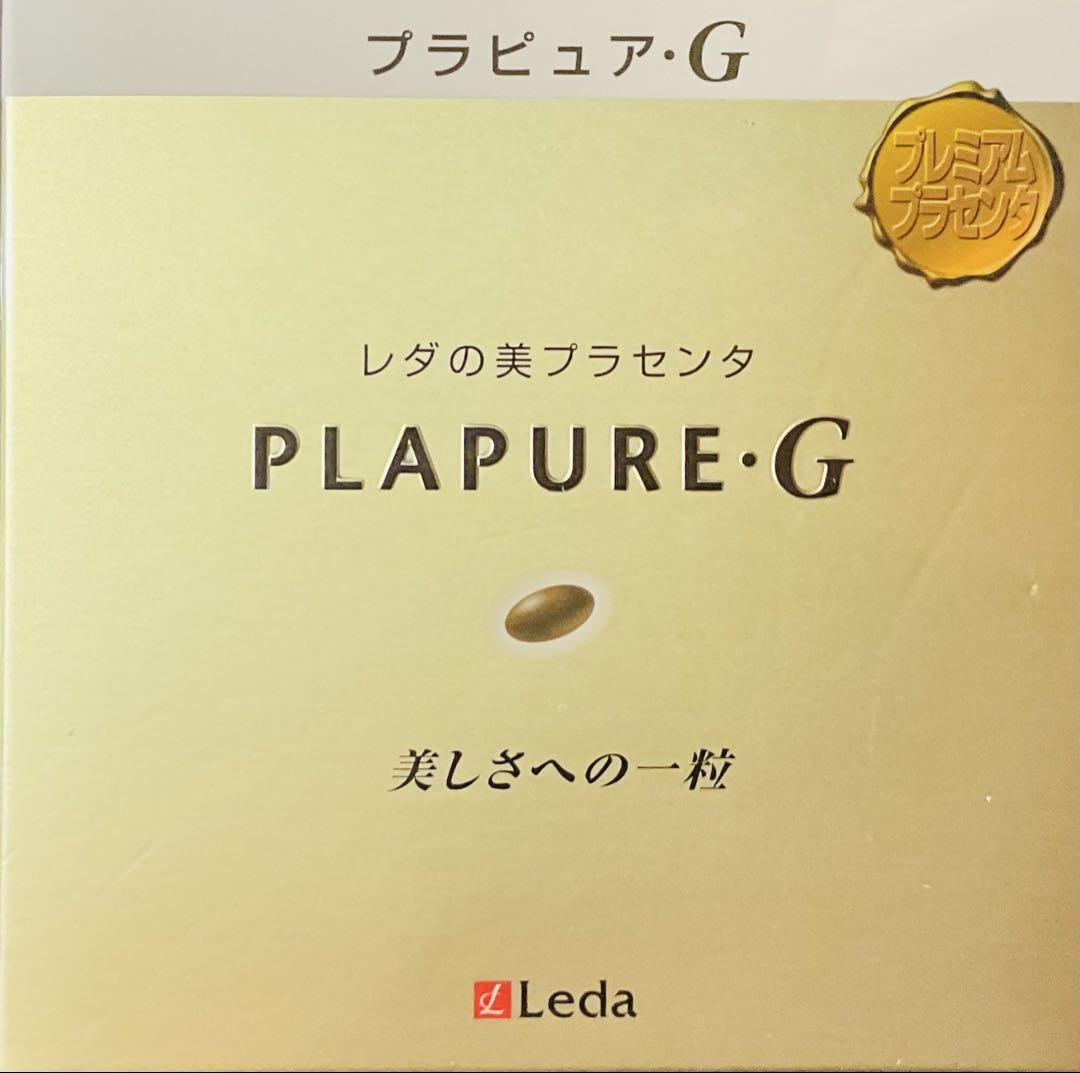 プラピュア・G
プレミアム
プラセンタ
レダの美プラセンタ
PLAPURE・G
美しさへの一粒
Leda